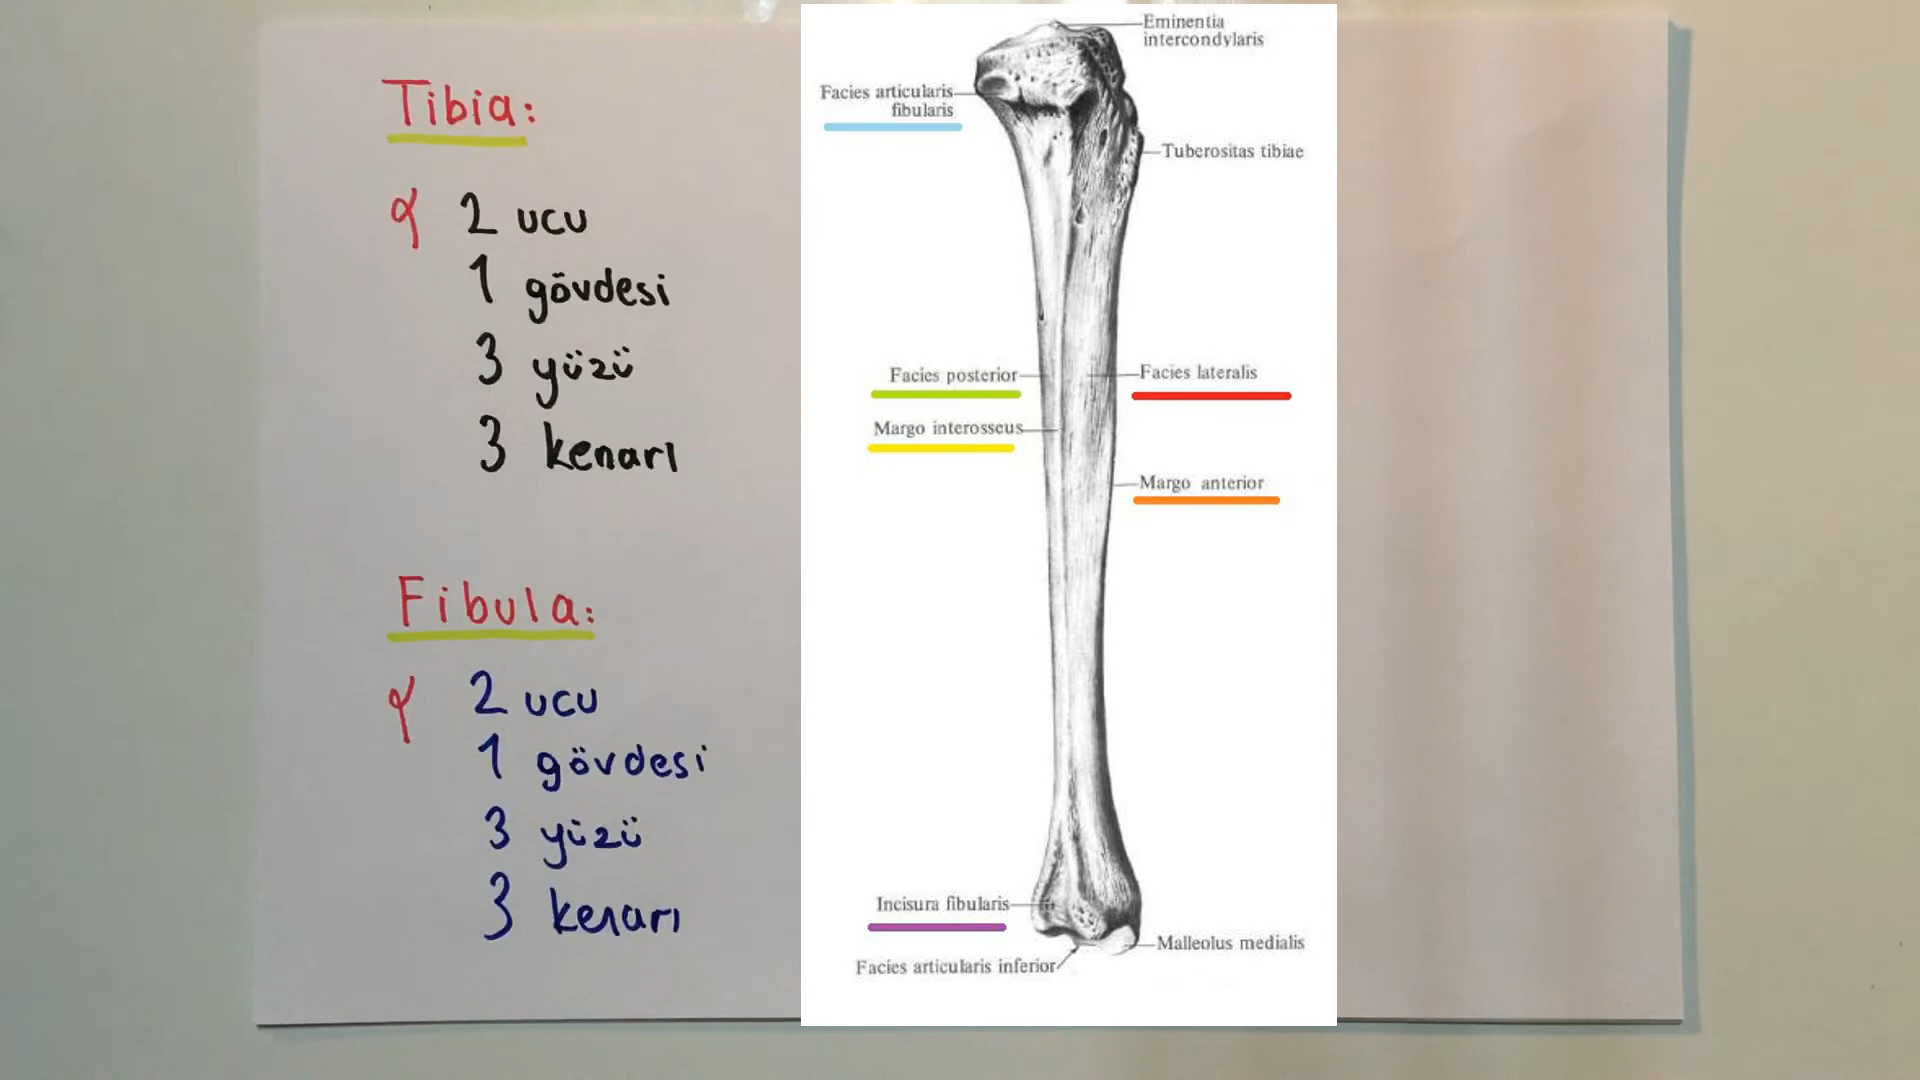 Tibia:
2 ucu
1 gövdesi
3 yüzü
3 kenarı
Fibula:
2 ucu
1 gövdesi
3 yüzü
3 kenarı
Eminentia
intercondylaris
Facies articularis
fibularis
Tuberositas tibiae
Facies posterior
Facies lateralis
Margo interosseus
Margo anterior
Incisura fibularis
Malleolus medialis
Facies articularis inferior